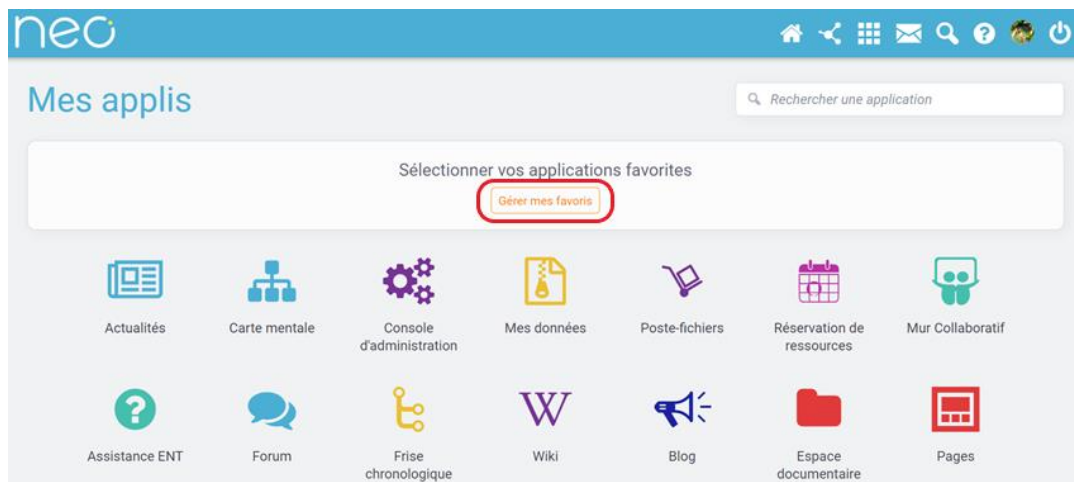 neo
Mes applis
Rechercher une application
Sélectionner vos applications favorites
Gérer mes favoris
Actualités
Carte mentale
Console
d'administration
Mes données
Poste-fichiers
Réservation de
ressources
Mur Collaboratif
Assistance ENT
Forum
Frise
chronologique
W
Wiki
Blog
Espace
documentaire
Pages